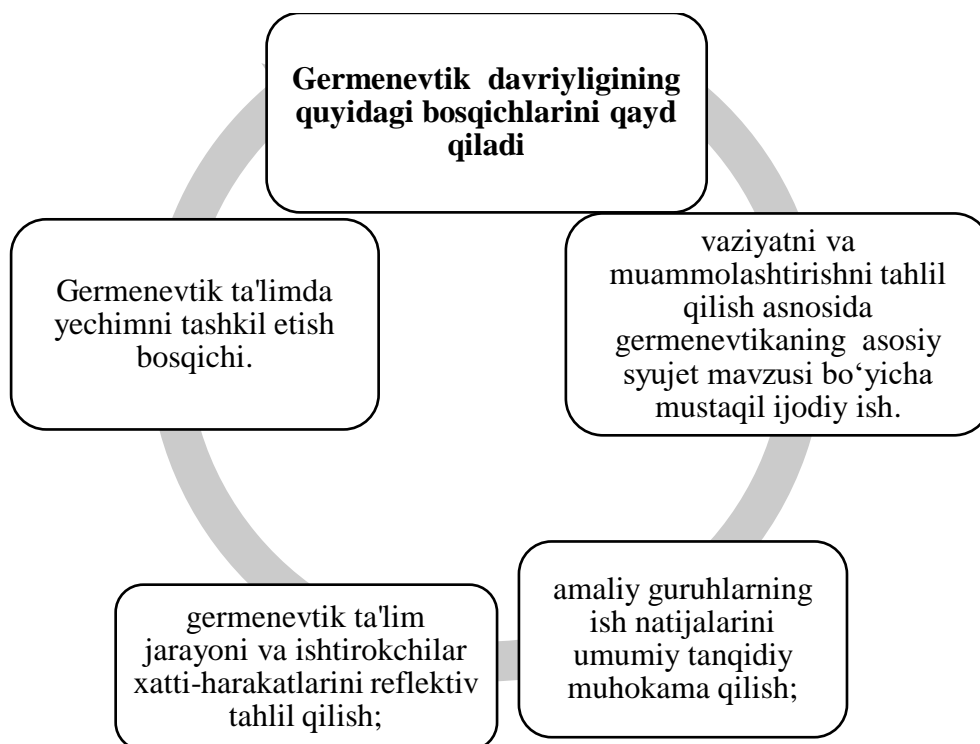 Germenevtik davriyligining
quyidagi bosqichlarini qayd
qiladi
vaziyatni va
muammolashtirishni tahlil
qilish asnosida
germenevtikaning asosiy
syujet mavzusi bo‘yicha
mustaqil ijodiy ish.
amaliy guruhlarning
ish natijalarini
umumiy tanqidiy
muhokama qilish;
germenevtik ta'lim
jarayoni va ishtirokchilar
xatti-harakatlarini reflektiv
tahlil qilish;
Germenevtik ta'limda
yechimni tashkil etish
bosqichi.